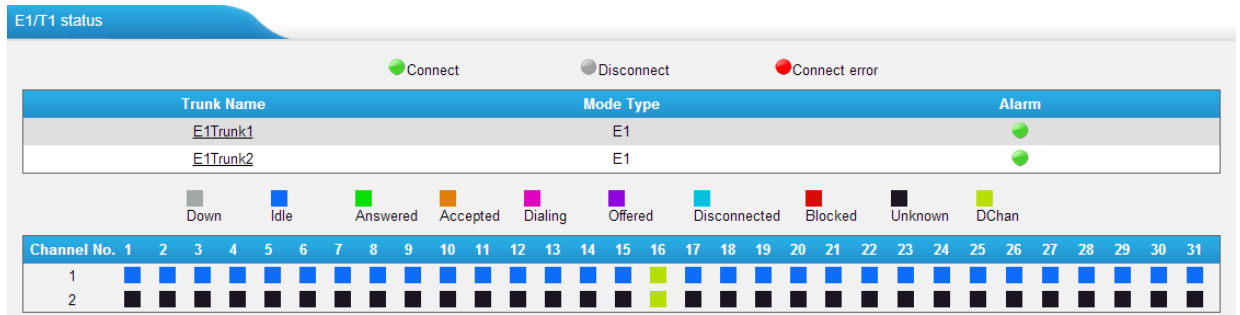 E1/T1 status
Connect Disconnect Connect error
Trunk Name Mode Type Alarm
E1Trunk1 E1
E1Trunk2 E1
Down Idle Answered Accepted Dialing Offered Disconnected Blocked Unknown DChan
Channel No. 1 2 3 4 5 6 7 8 9 10 11 12 13 14 15 16 17 18 19 20 21 22 23 24 25 26 27 28 29 30 31
1
2